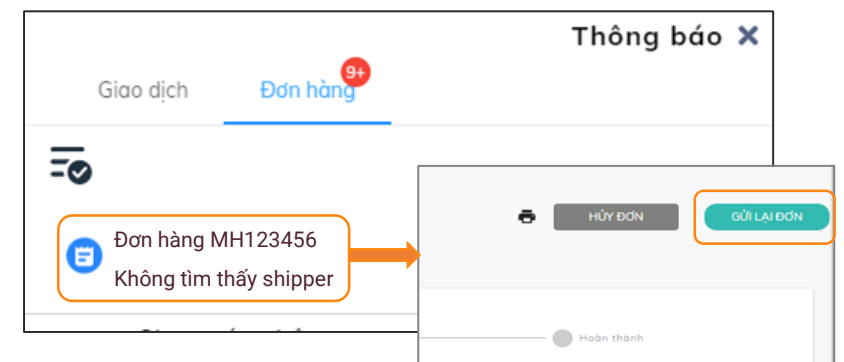 Thông báo
Giao dịch
Đơn hàng
9+
Đơn hàng MH123456
Không tìm thấy shipper
HỦY ĐƠN
GỬI LẠI ĐƠN
Hoàn thành